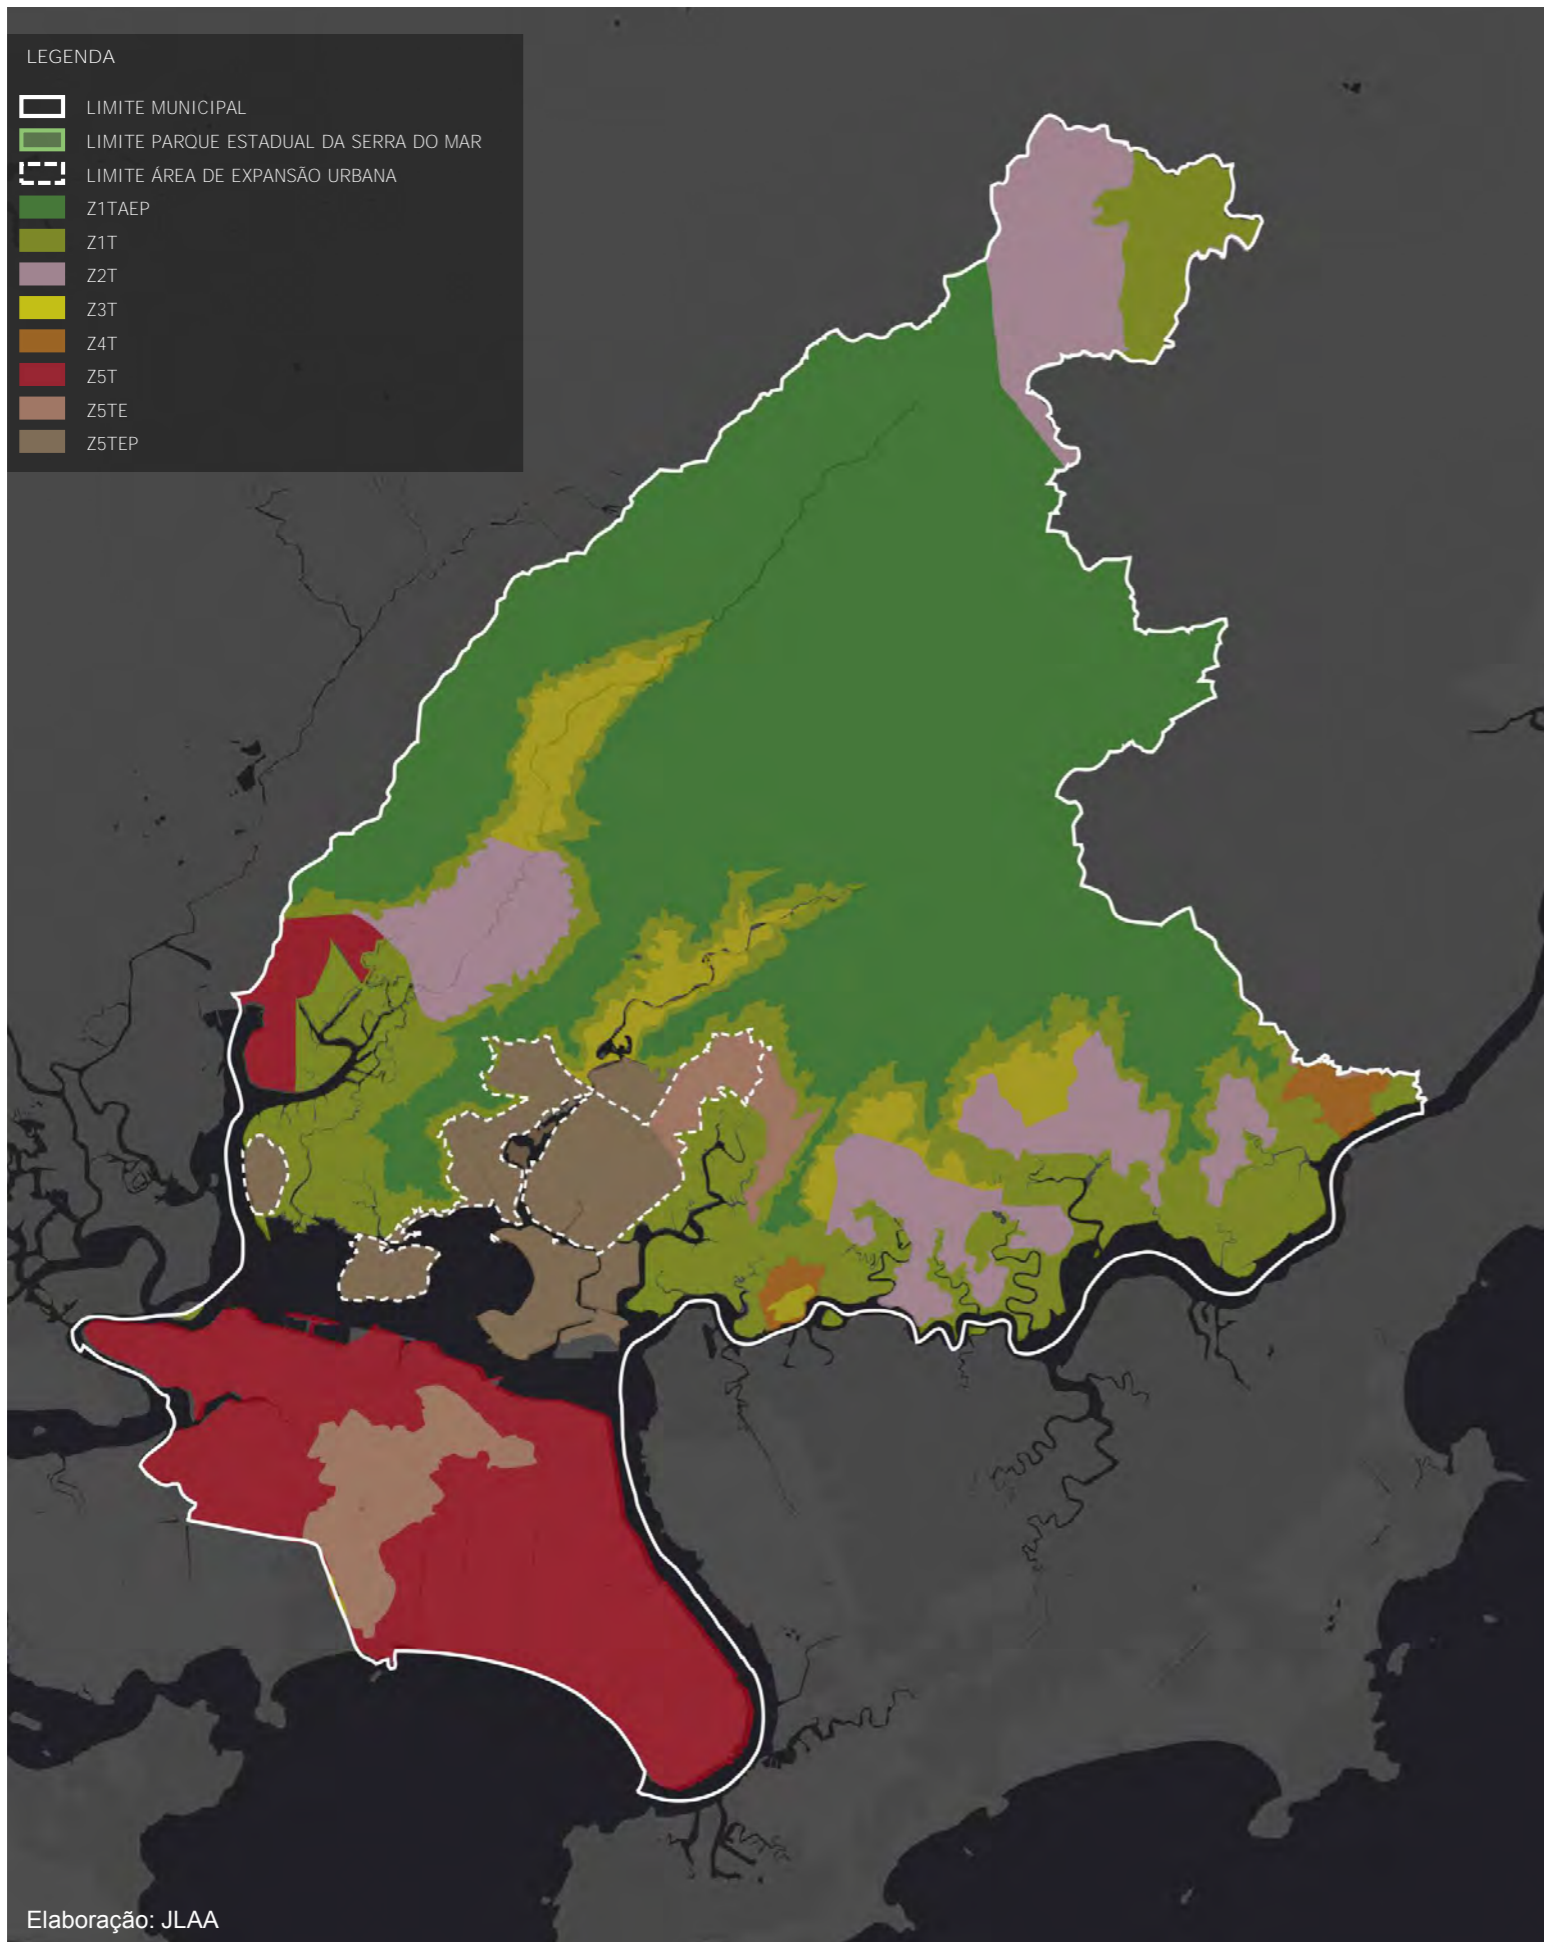 LEGENDA
LIMITE MUNICIPAL
LIMITE PARQUE ESTADUAL DA SERRA DO MAR
LIMITE ÁREA DE EXPANSÃO URBANA
Z1TAEP
Z1T
Z2T
Z3T
Z4T
Z5T
Z5TE
Z5TEP
Elaboração: JLAA